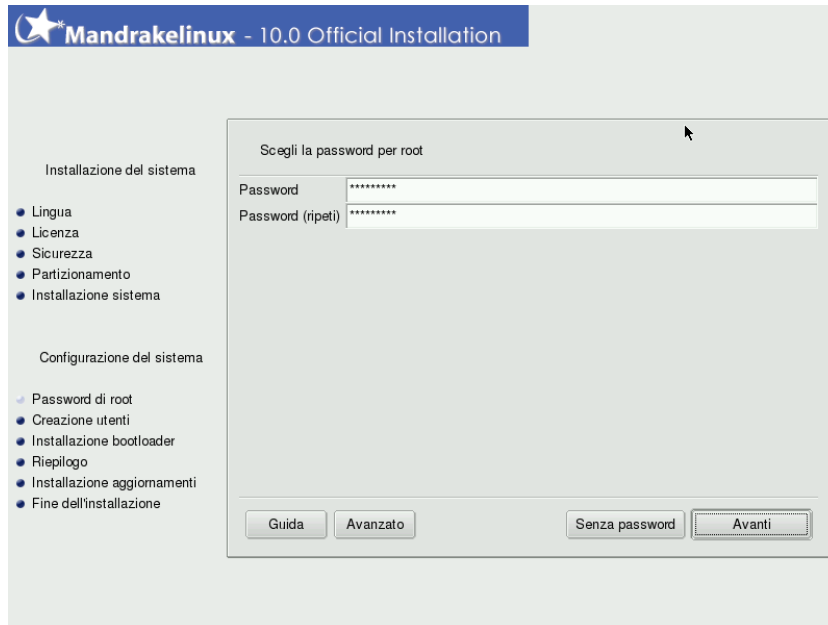 Mandrakelinux - 10.0 Official Installation
Installazione del sistema
Lingua
Licenza
Sicurezza
Partizionamento
Installazione sistema
Configurazione del sistema
Password di root
Creazione utenti
Installazione bootloader
Riepilogo
Installazione aggiornamenti
Fine dell'installazione
Scegli la password per root
Password *********
Password (ripeti) *********
Guida Avanzato Senza password Avanti